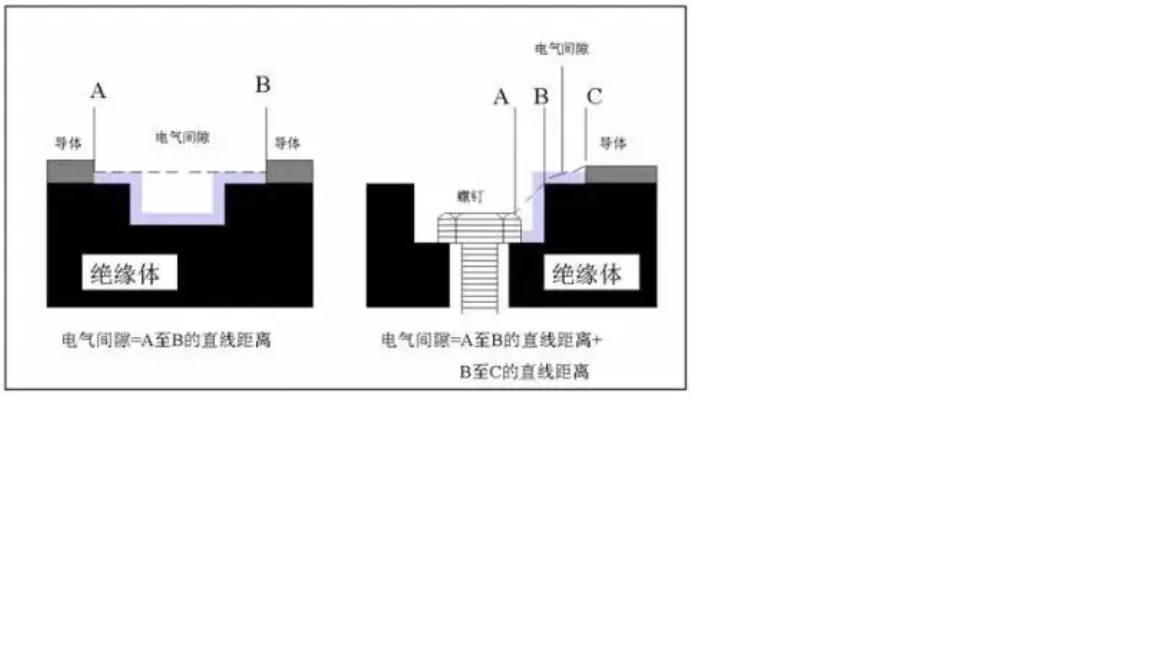 电气间隙
A B
A B C
导体 电气间隙 导体
导体
螺钉
绝缘体
绝缘体
电气间隙=A至B的直线距离
电气间隙=A至B的直线距离+
B至C的直线距离